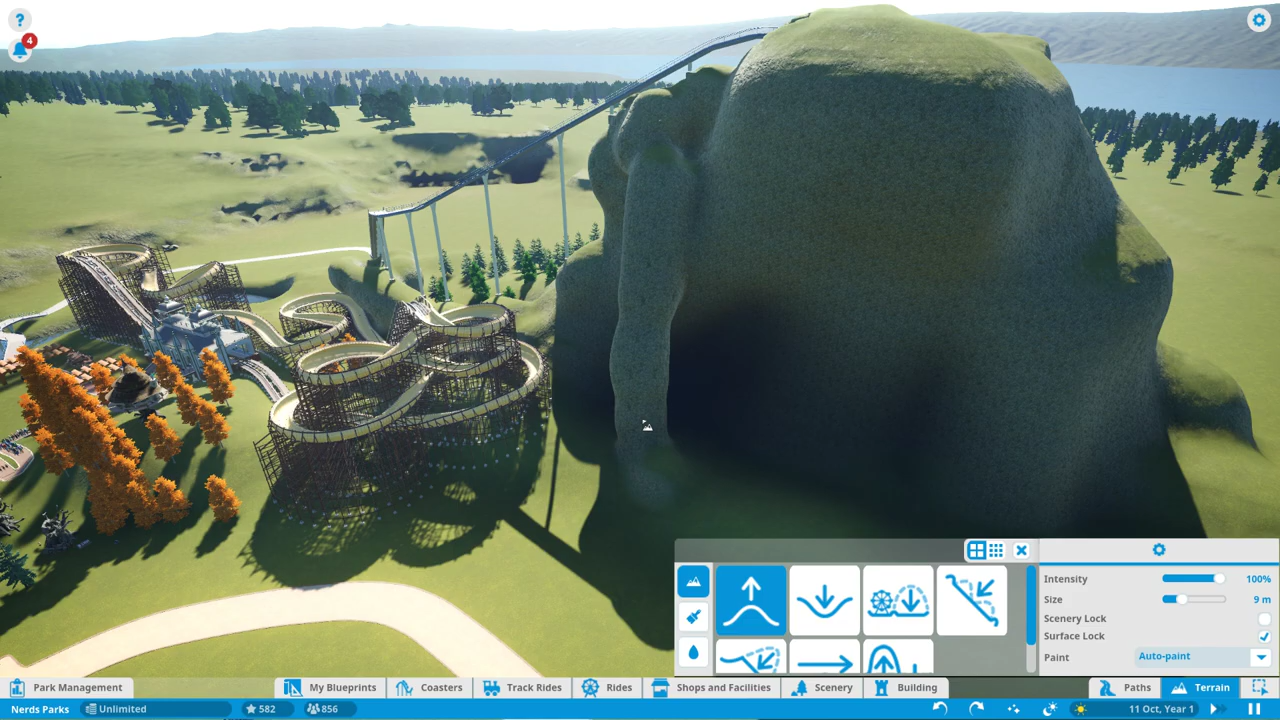 ?
4
Intensity 100%
Size 9 m
Scenery Lock
Surface Lock
Paint Auto-paint
Park Management
My Blueprints
Coasters
Track Rides
Rides
Shops and Facilities
Scenery
Building
Paths
Terrain
Nerds Parks
Unlimited
582
856
11 Oct, Year 1